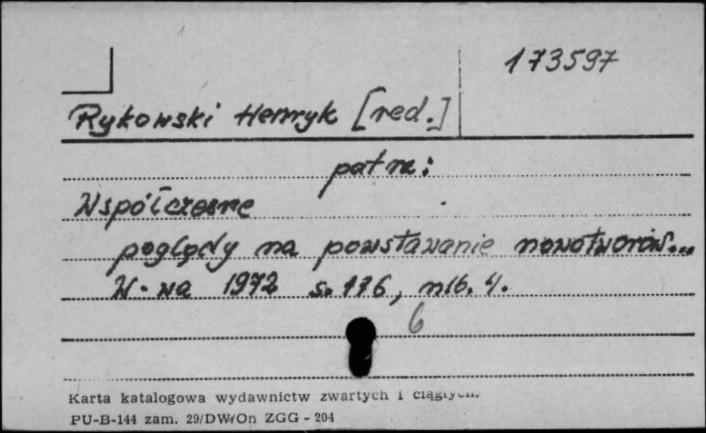 173597
Rykowski Henryk [red.]
patrz:
Współczesne
poglądy na powstawanie nowotworów...
W-wa 1972 s. 176, nlb. 4.
6
Karta katalogowa wydawnictw zwartych i ciągłych.
PU-B-144 zam. 29/DW/On ZGG - 204